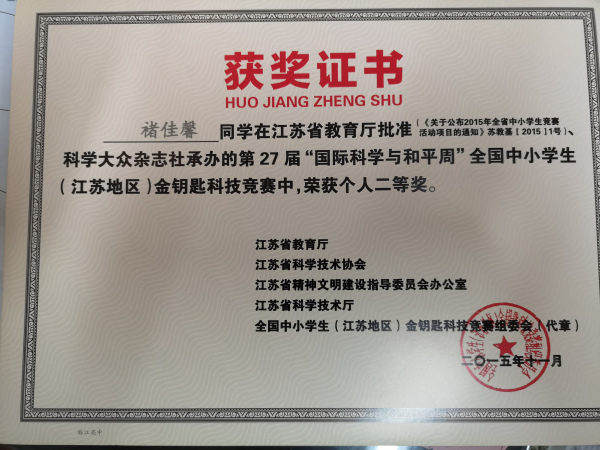 获奖证书
HUO JIANG ZHENG SHU
褚佳馨 同学在江苏省教育厅批准(《关于公布2015年全省中小学生竞赛
活动项目的通知》苏教基[2015]1号)、
科学大众杂志社承办的第27届“国际科学与和平周”全国中小学生
(江苏地区)金钥匙科技竞赛中,荣获个人二等奖。
江苏省教育厅
江苏省科学技术协会
江苏省精神文明建设指导委员会办公室
江苏省科学技术厅
全国中小学生(江苏地区)金钥匙科技竞赛组委会(代章)
二〇一五年十一月